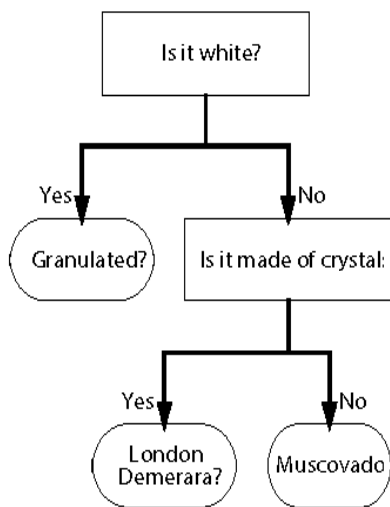 Is it white?
Yes
No
Granulated?
Is it made of crystal:
Yes
No
London
Demerara?
Muscovado